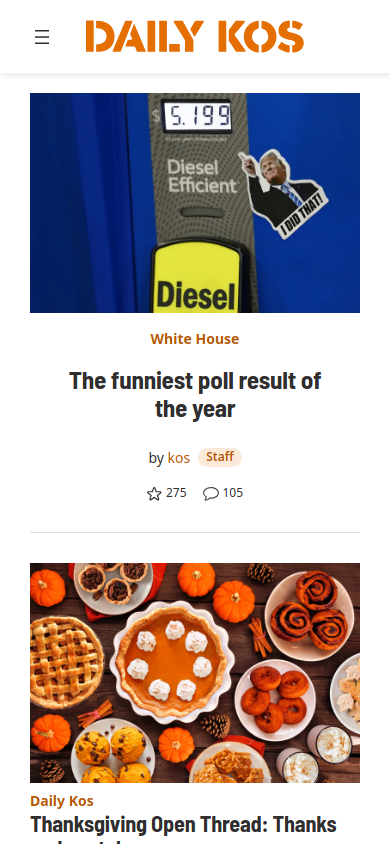 DAILY KOS
$ 5.199
Diesel
Efficient
I DID THAT!
Diesel
White House
The funniest poll result of
the year
by kos Staff
275 105
Daily Kos
Thanksgiving Open Thread: Thanks